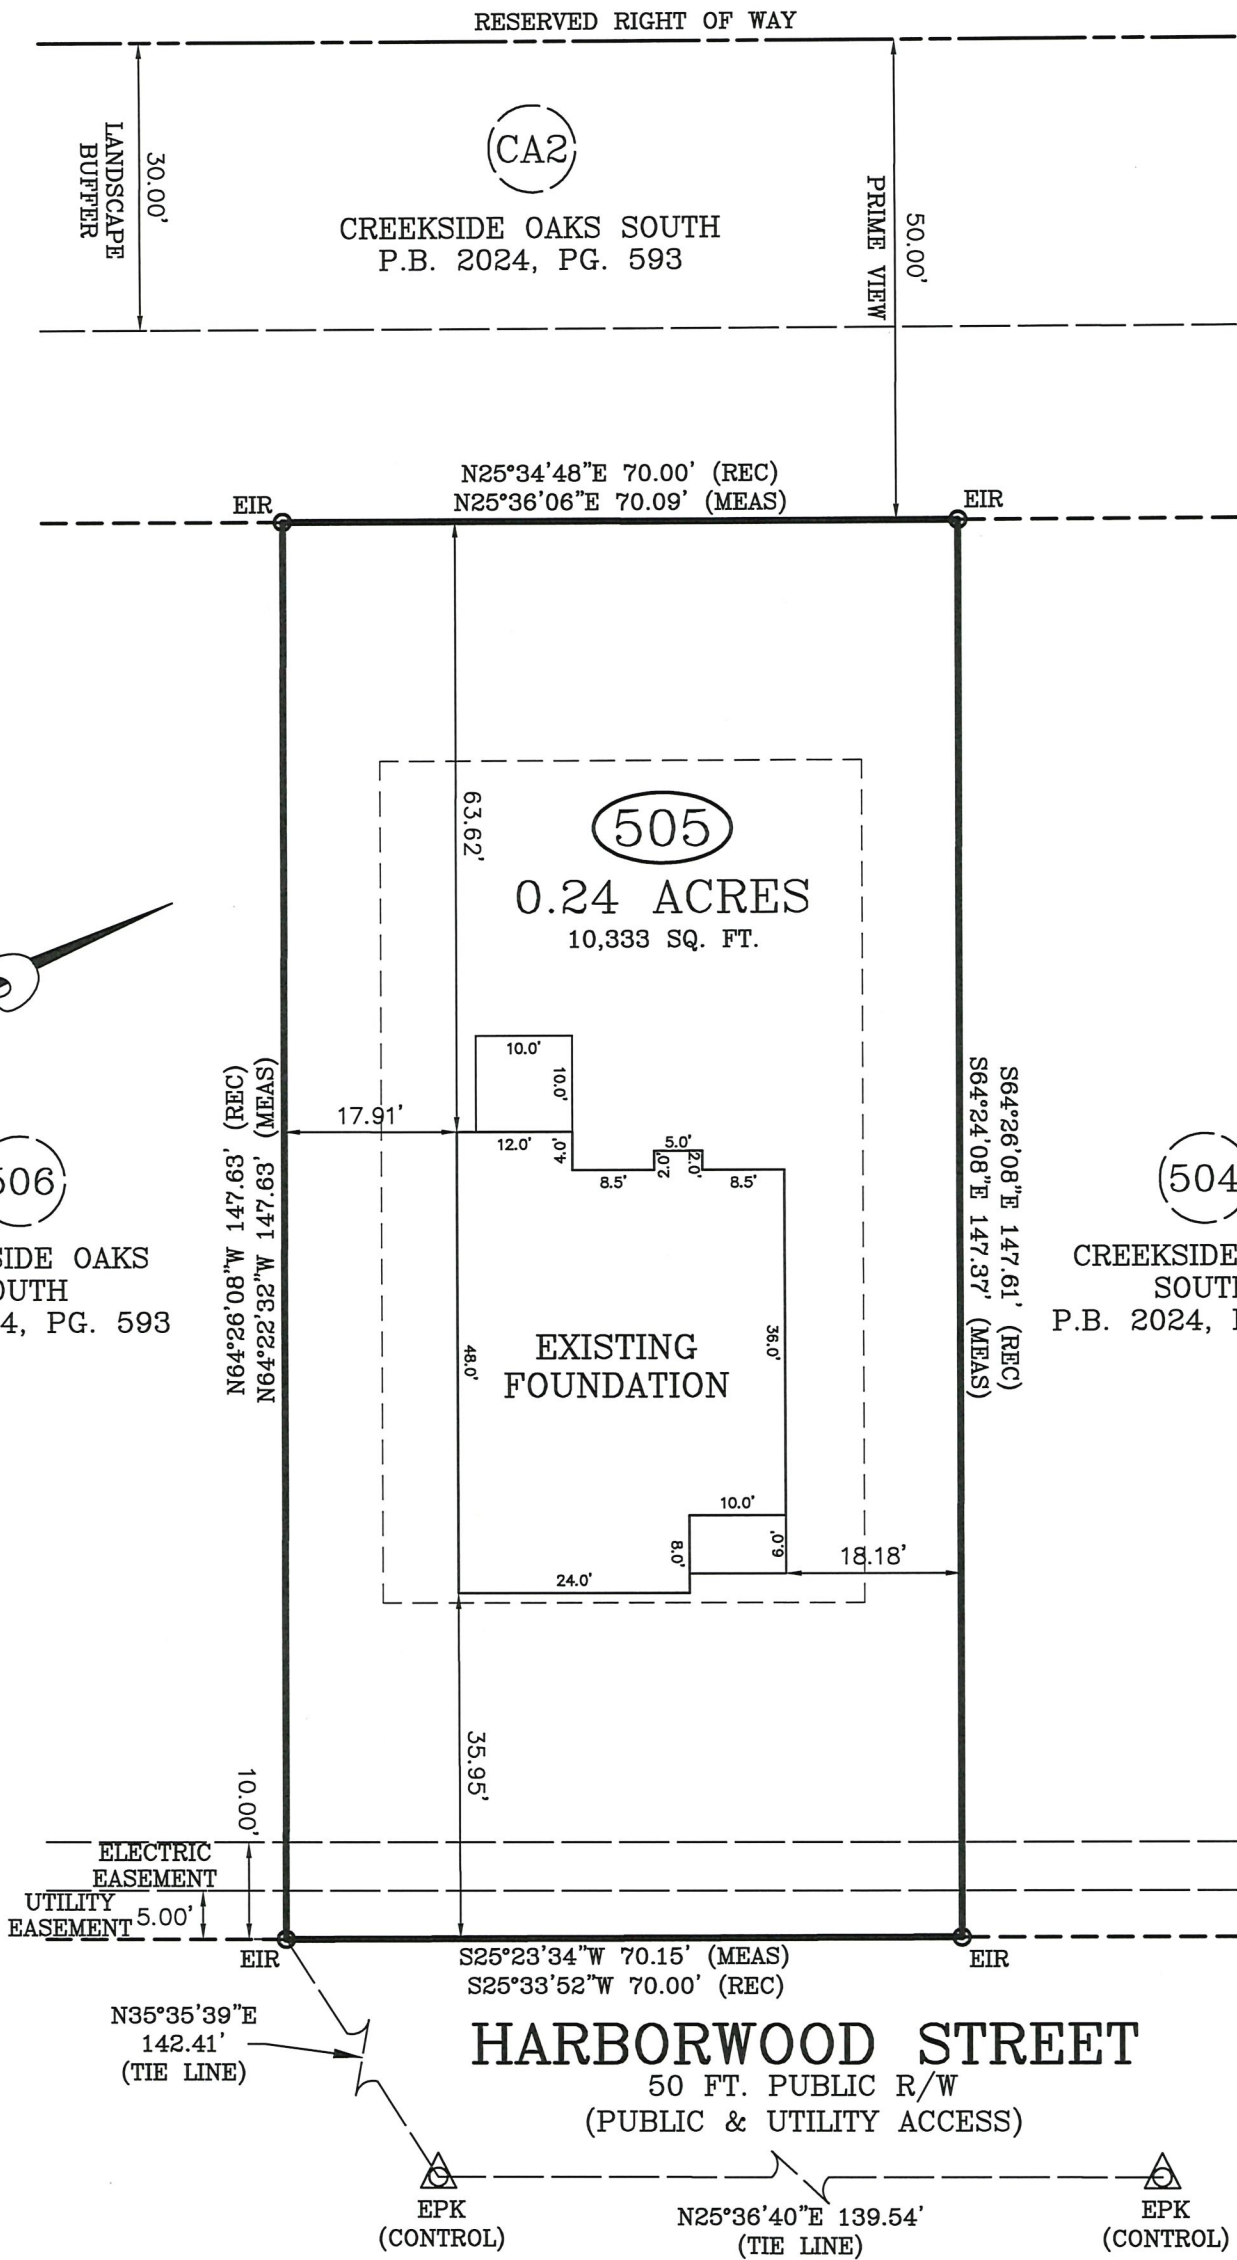 RESERVED RIGHT OF WAY
30.00'
LANDSCAPE
BUFFER
CA2
CREEKSIDE OAKS SOUTH
P.B. 2024, PG. 593
50.00'
PRIME VIEW
N25°34'48"E 70.00' (REC)
N25°36'06"E 70.09' (MEAS)
EIR
EIR
63.62'
505
0.24 ACRES
10,333 SQ. FT.
10.0'
10.0'
17.91'
12.0'
4.0'
8.5'
2.0'
5.0'
2.0'
8.5'
N64°26'08"W 147.63' (REC)
N64°22'32"W 147.63' (MEAS)
S64°26'08"E 147.61' (REC)
S64°24'08"E 147.37' (MEAS)
506
SIDE OAKS
OUTH
4, PG. 593
504
CREEKSIDE
SOUTH
P.B. 2024,
EXISTING
FOUNDATION
48.0'
36.0'
10.0'
8.0'
6.0'
24.0'
18.18'
35.95'
10.00'
ELECTRIC
EASEMENT
UTILITY
EASEMENT 5.00'
EIR
EIR
S25°23'34"W 70.15' (MEAS)
S25°33'52"W 70.00' (REC)
N35°35'39"E
142.41'
(TIE LINE)
HARBORWOOD STREET
50 FT. PUBLIC R/W
(PUBLIC & UTILITY ACCESS)
EPK
(CONTROL)
N25°36'40"E 139.54'
(TIE LINE)
EPK
(CONTROL)